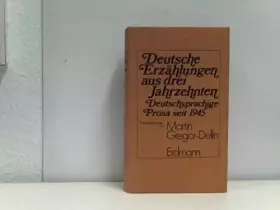 Deutsche
Erzählungen
aus drei
Jahrzehnten
Deutschsprachige
Prosa seit 1945
Martin
Gregor-Dellin
Erdmann